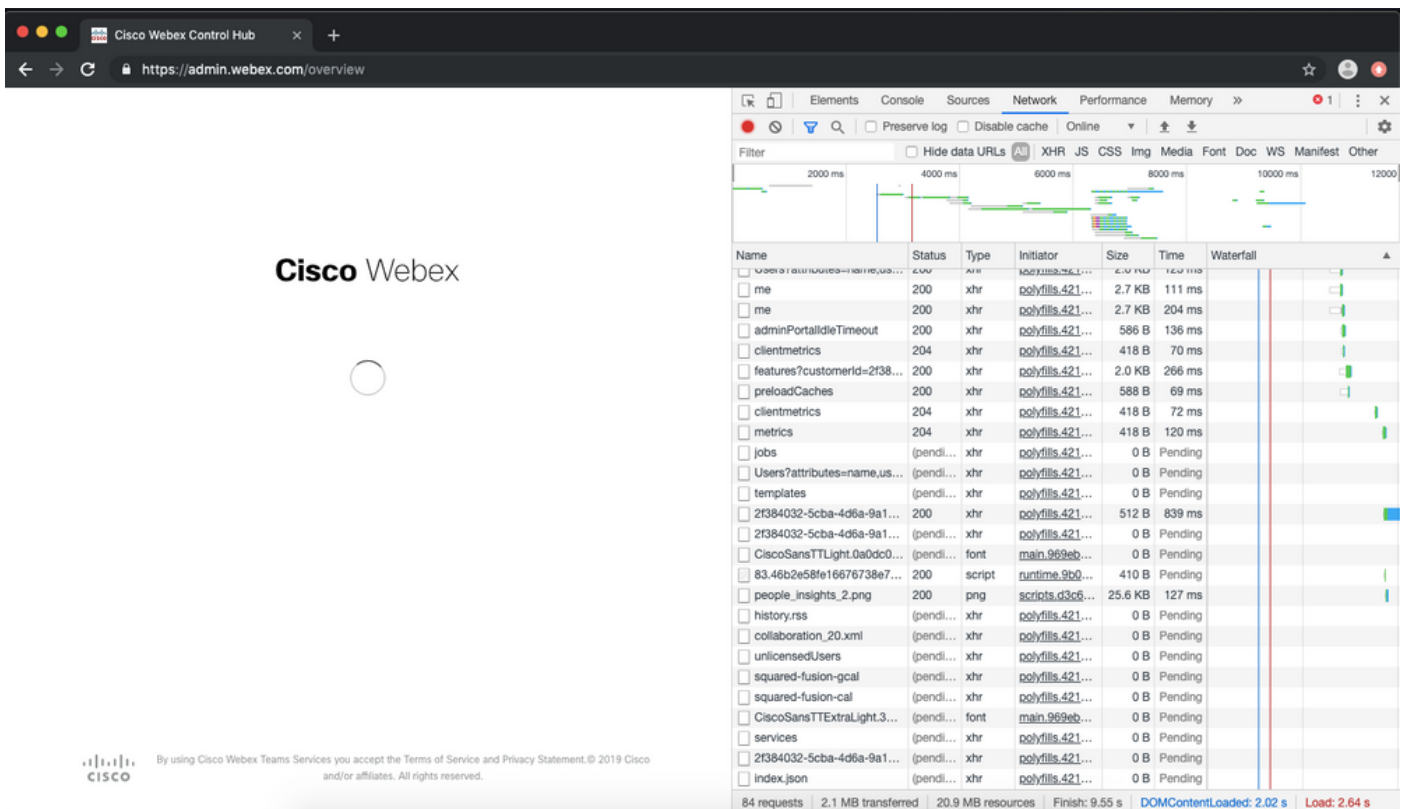 Cisco Webex Control Hub
https://admin.webex.com/overview
Elements Console Sources Network Performance Memory » 1
Preserve log Disable cache Online
Filter Hide data URLs All XHR JS CSS Img Media Font Doc WS Manifest Other
2000 ms 4000 ms 6000 ms 8000 ms 10000 ms 12000
Cisco Webex
Name Status Type Initiator Size Time Waterfall
Users?attributes=name,us... 200 xhr polyfills.421... 2.0 KB 123 ms
me 200 xhr polyfills.421... 2.7 KB 111 ms
me 200 xhr polyfills.421... 2.7 KB 204 ms
adminPortalIdleTimeout 200 xhr polyfills.421... 586 B 136 ms
clientmetrics 204 xhr polyfills.421... 418 B 70 ms
features?customerId=2f38... 200 xhr polyfills.421... 2.0 KB 266 ms
preloadCaches 200 xhr polyfills.421... 588 B 69 ms
clientmetrics 204 xhr polyfills.421... 418 B 72 ms
metrics 204 xhr polyfills.421... 418 B 120 ms
jobs (pendi... xhr polyfills.421... 0 B Pending
Users?attributes=name,us... (pendi... xhr polyfills.421... 0 B Pending
templates (pendi... xhr polyfills.421... 0 B Pending
2f384032-5cba-4d6a-9a1... 200 xhr polyfills.421... 512 B 839 ms
2f384032-5cba-4d6a-9a1... (pendi... xhr polyfills.421... 0 B Pending
CiscoSansTTLight.0a0dc0... (pendi... font main.969eb... 0 B Pending
83.46b2e58fe16676738e7... 200 script runtime.9b0... 410 B Pending
people_insights_2.png 200 png scripts.d3c6... 25.6 KB 127 ms
history.rss (pendi... xhr polyfills.421... 0 B Pending
collaboration_20.xml (pendi... xhr polyfills.421... 0 B Pending
unlicensedUsers (pendi... xhr polyfills.421... 0 B Pending
squared-fusion-gcal (pendi... xhr polyfills.421... 0 B Pending
squared-fusion-cal (pendi... xhr polyfills.421... 0 B Pending
CiscoSansTTExtraLight.3... (pendi... font main.969eb... 0 B Pending
services (pendi... xhr polyfills.421... 0 B Pending
2f384032-5cba-4d6a-9a1... (pendi... xhr polyfills.421... 0 B Pending
index.json (pendi... xhr polyfills.421... 0 B Pending
84 requests 2.1 MB transferred 20.9 MB resources Finish: 9.55 s DOMContentLoaded: 2.02 s Load: 2.64 s
CISCO
By using Cisco Webex Teams Services you accept the Terms of Service and Privacy Statement.© 2019 Cisco
and/or affiliates. All rights reserved.